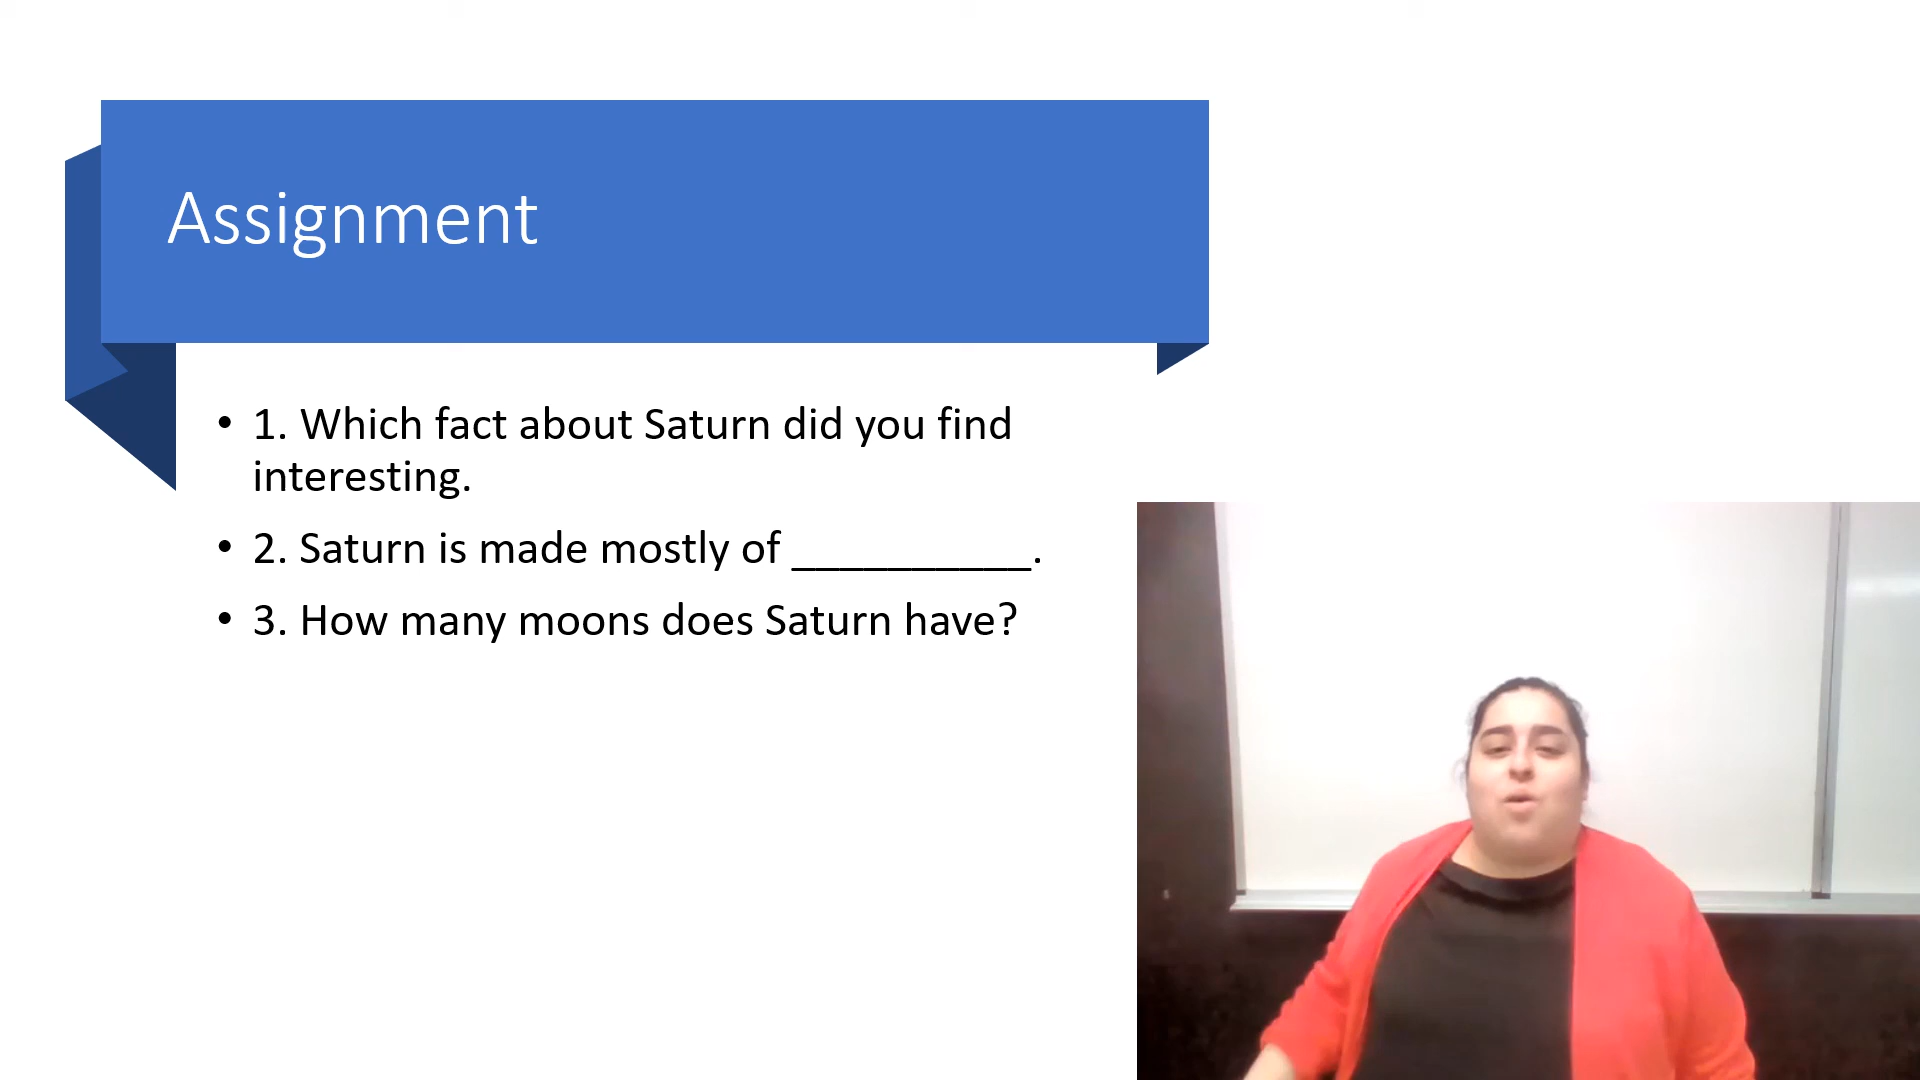 Assignment
• 1. Which fact about Saturn did you find
interesting.
• 2. Saturn is made mostly of __________.
• 3. How many moons does Saturn have?